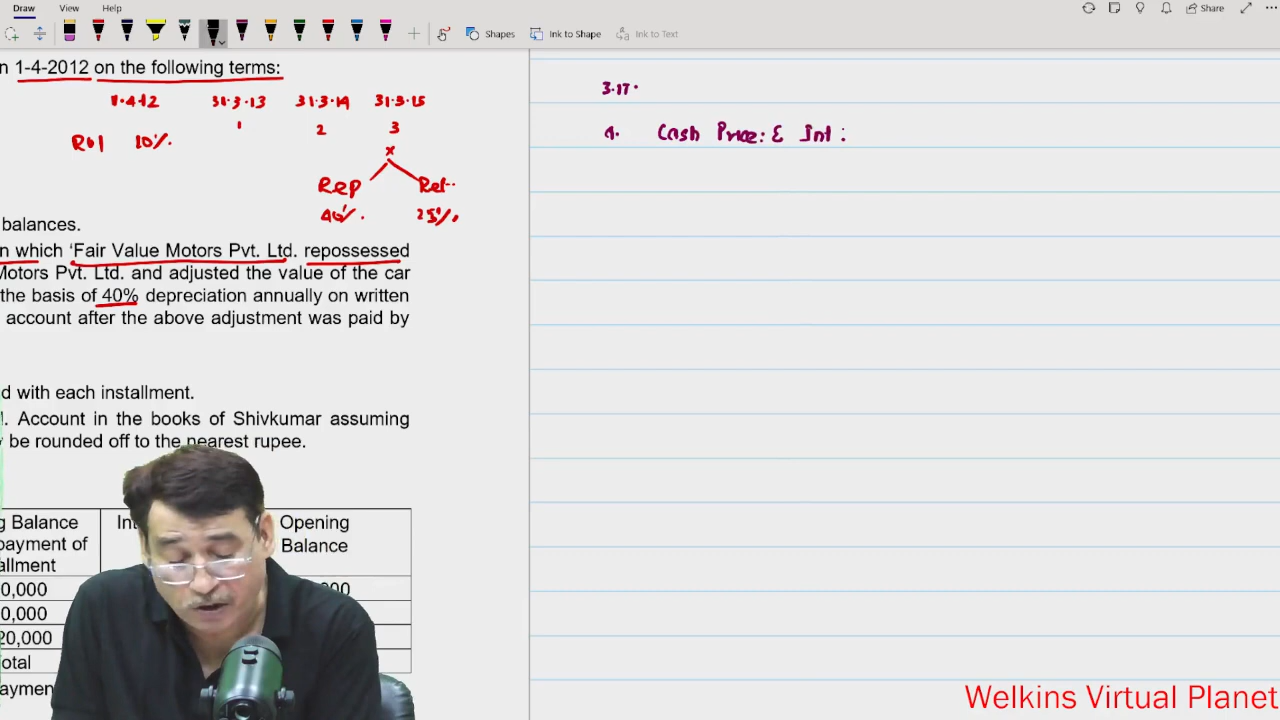 Draw View Help
Shapes Ink to Shape Ink to Text Share
n 1-4-2012 on the following terms:
1.4.12 31.3.13 31.3.14 31.3.15
1 2 3
RoI 10%
x
Rep Ret..
40% 25%
balances.
n which 'Fair Value Motors Pvt. Ltd. repossessed
Motors Pvt. Ltd. and adjusted the value of the car
the basis of 40% depreciation annually on written
account after the above adjustment was paid by
d with each installment.
. Account in the books of Shivkumar assuming
be rounded off to the nearest rupee.
g Balance Int Opening
payment of Balance
allment
0,000 000
0,000
20,000
otal
aymen
3.17.
1. Cash Price: & Int:
Welkins Virtual Planet